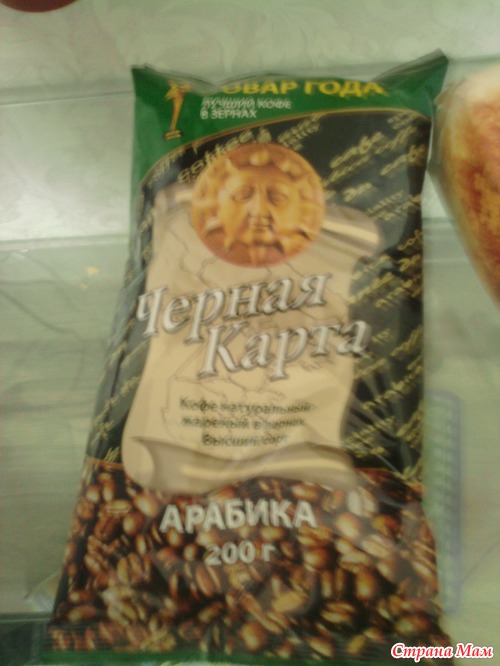 ТОВАР ГОДА
ЛУЧШИЙ КОФЕ
В ЗЕРНАХ
Черная
Карта
Кофе натуральный
жареный в зернах
Высший сорт
АРАБИКА
200 г
Страна Мам